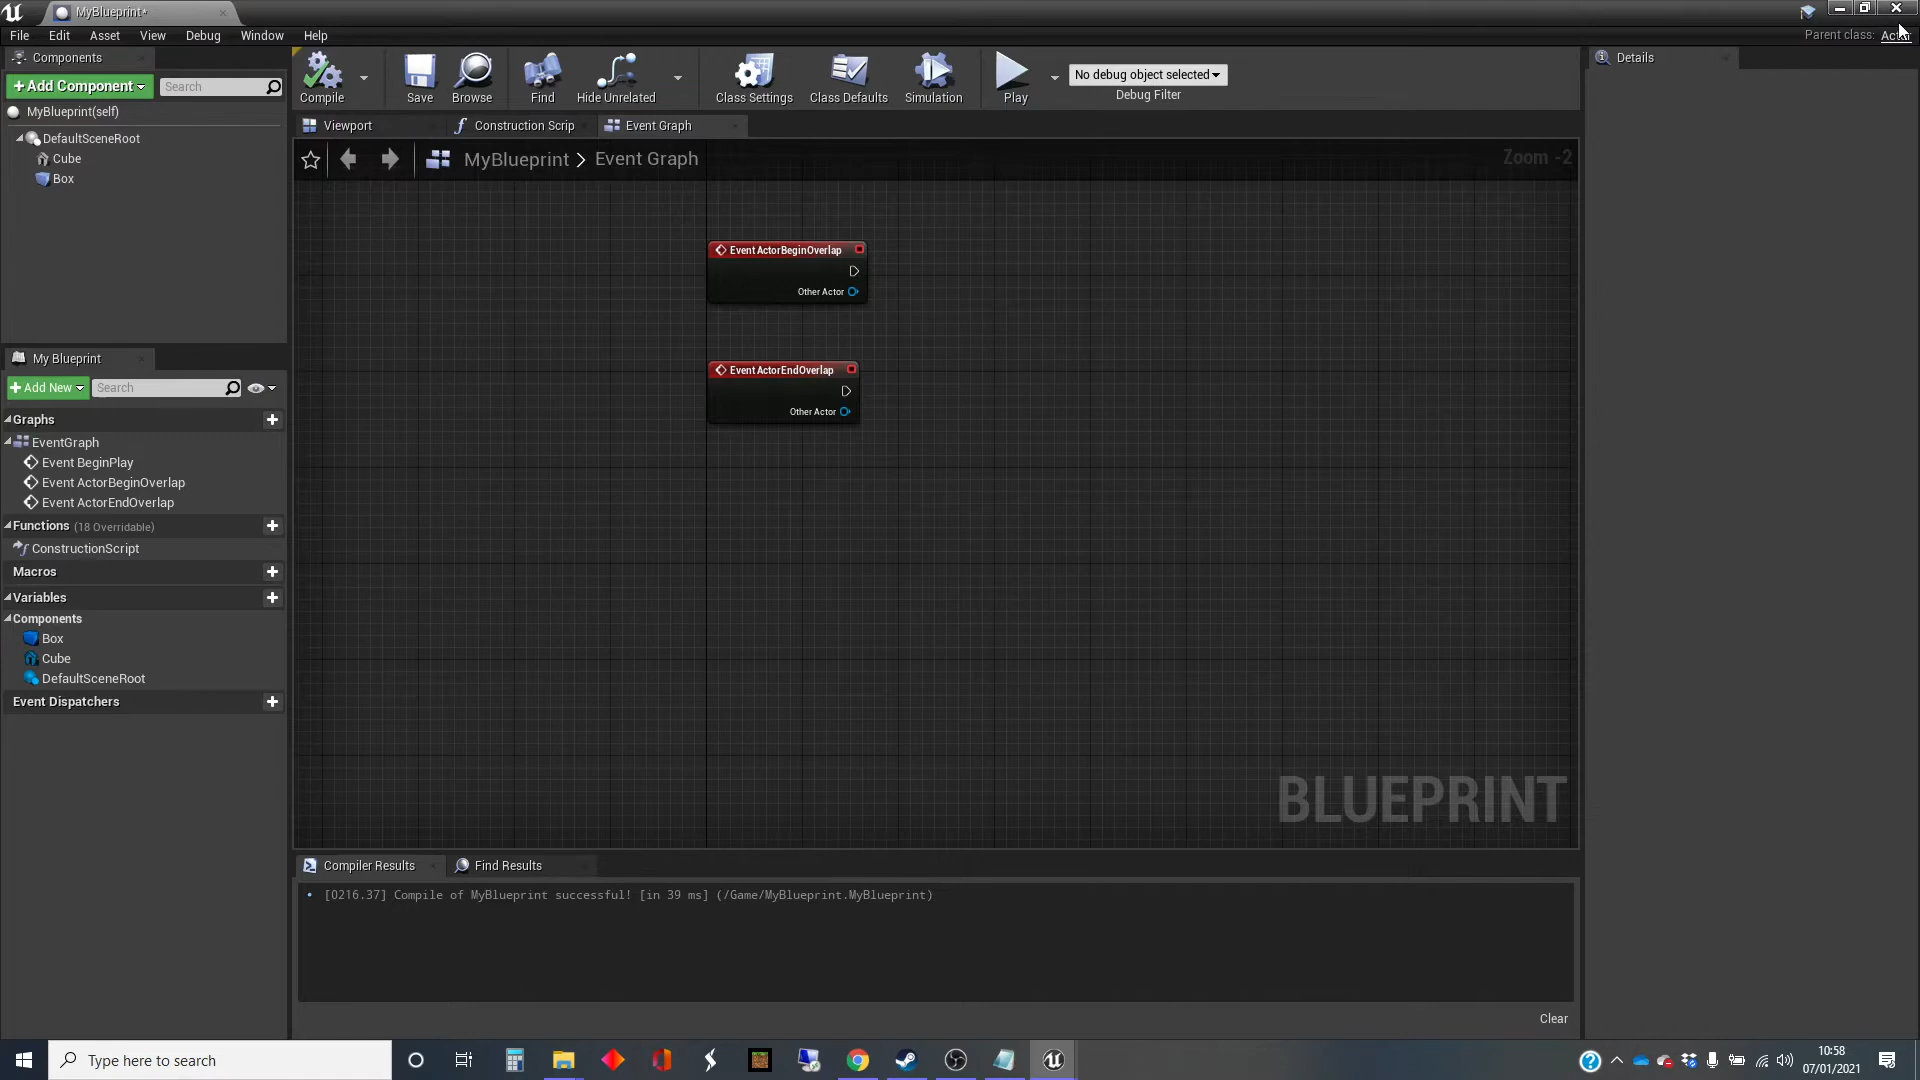 MyBlueprint*
File Edit Asset View Debug Window Help
Parent class: Actor
Components
+Add Component
Search
MyBlueprint(self)
DefaultSceneRoot
Cube
Box
Compile
Save
Browse
Find
Hide Unrelated
Class Settings
Class Defaults
Simulation
Play
No debug object selected
Debug Filter
Details
Viewport
Construction Scrip
Event Graph
MyBlueprint > Event Graph
Zoom -2
Event ActorBeginOverlap
Other Actor
Event ActorEndOverlap
Other Actor
BLUEPRINT
My Blueprint
+Add New
Search
Graphs
EventGraph
Event BeginPlay
Event ActorBeginOverlap
Event ActorEndOverlap
Functions (18 Overridable)
ConstructionScript
Macros
Variables
Components
Box
Cube
DefaultSceneRoot
Event Dispatchers
Compiler Results
Find Results
• [0216.37] Compile of MyBlueprint successful! [in 39 ms] (/Game/MyBlueprint.MyBlueprint)
Clear
Type here to search
10:58
07/01/2021